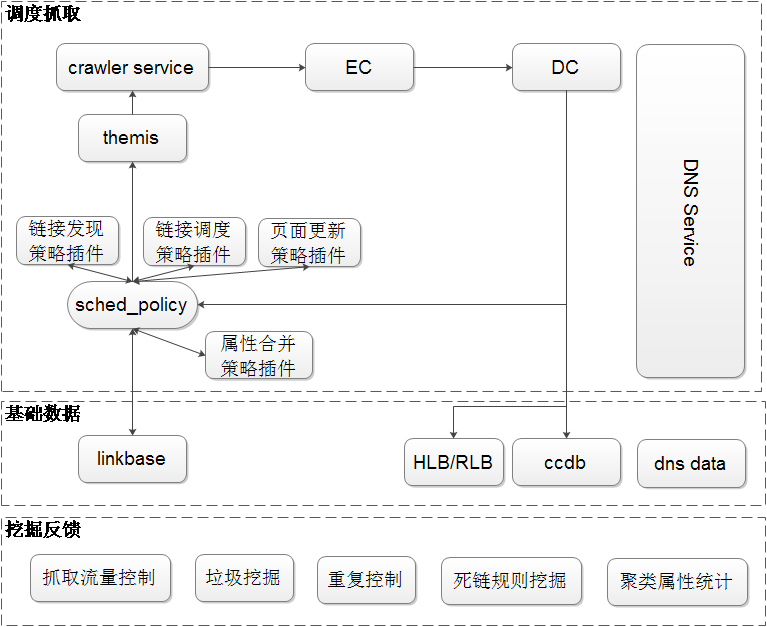 调度抓取
crawler service
EC
DC
themis
DNS Service
链接发现
策略插件
链接调度
策略插件
页面更新
策略插件
sched_policy
属性合并
策略插件
基础数据
linkbase
HLB/RLB
ccdb
dns data
挖掘反馈
抓取流量控制
垃圾挖掘
重复控制
死链规则挖掘
聚类属性统计